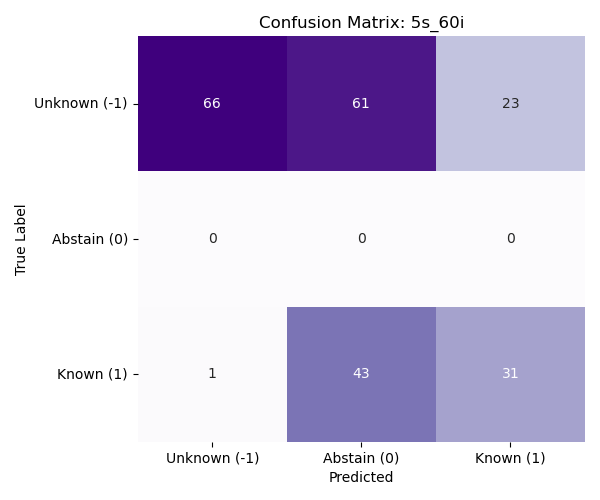 Confusion Matrix: 5s_60i
True Label
Unknown (-1) 66 61 23
Abstain (0) 0 0 0
Known (1) 1 43 31
Unknown (-1) Abstain (0) Known (1)
Predicted